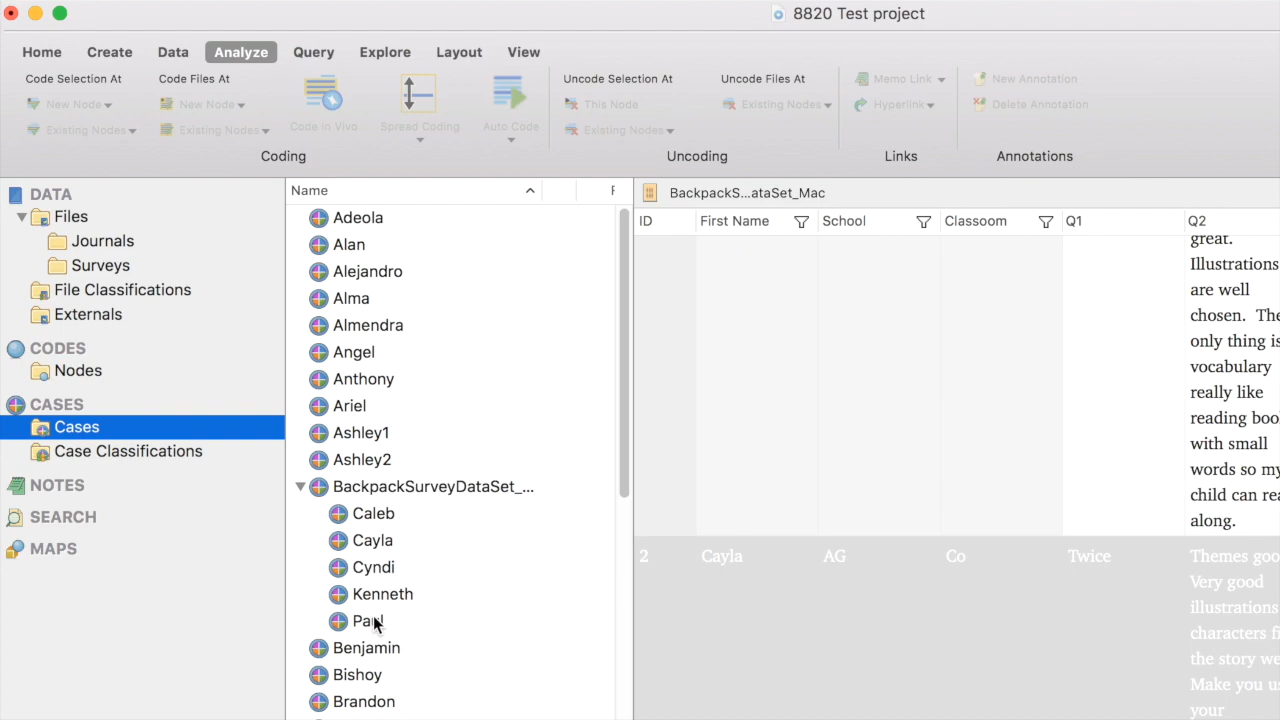 8820 Test project
Home Create Data Analyze Query Explore Layout View
Code Selection At Code Files At Uncode Selection At Uncode Files At Memo Link New Annotation
New Node New Node This Node Existing Nodes Hyperlink Delete Annotation
Code In Vivo Spread Coding Auto Code
Existing Nodes Existing Nodes Existing Nodes
Coding Uncoding Links Annotations
DATA
Files
Journals
Surveys
File Classifications
Externals
CODES
Nodes
CASES
Cases
Case Classifications
NOTES
SEARCH
MAPS
Name F
Adeola
Alan
Alejandro
Alma
Almendra
Angel
Anthony
Ariel
Ashley1
Ashley2
BackpackSurveyDataSet_...
Caleb
Cayla
Cyndi
Kenneth
Paul
Benjamin
Bishoy
Brandon
BackpackS...ataSet_Mac
ID First Name School Classoom Q1 Q2
great.
Illustrations
are well
chosen. The
only thing is
vocabulary
really like
reading boo
with small
words so my
child can rea
along.
2 Cayla AG Co Twice Themes goo
Very good
illustrations
characters fi
the story we
Make you us
your